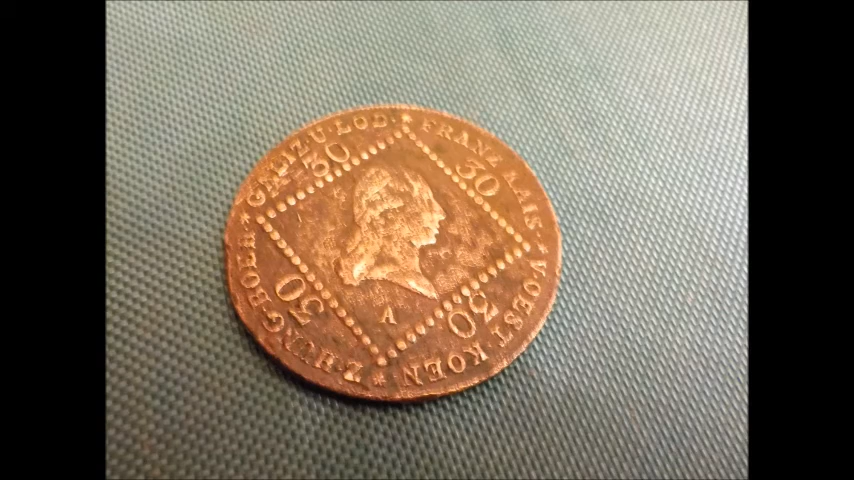 * FRANZ KAIS·
* V·OEST·KOEN
* Z·HUNG·BOEH·
* GALIZ·U·LOD·
30
30
30
30
A